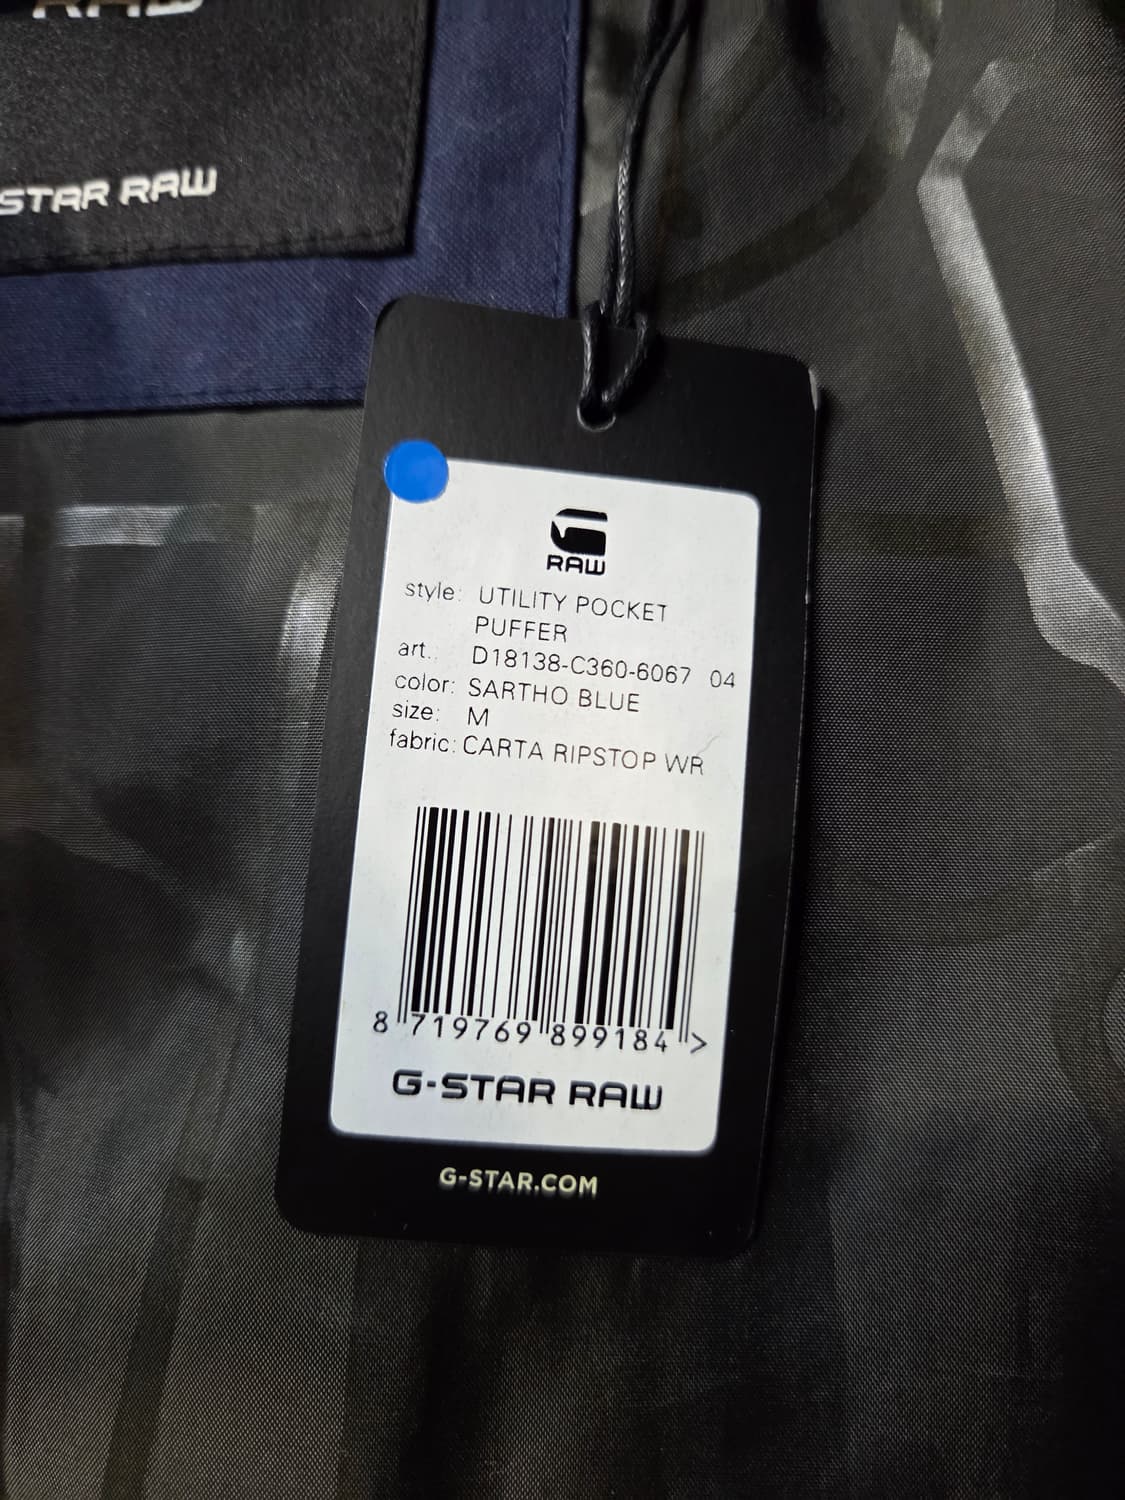 RAW
STAR RAW
RAW
style: UTILITY POCKET
PUFFER
art.: D18138-C360-6067 04
color: SARTHO BLUE
size: M
fabric: CARTA RIPSTOP WR
8 719769 899184 >
G-STAR RAW
G-STAR.COM